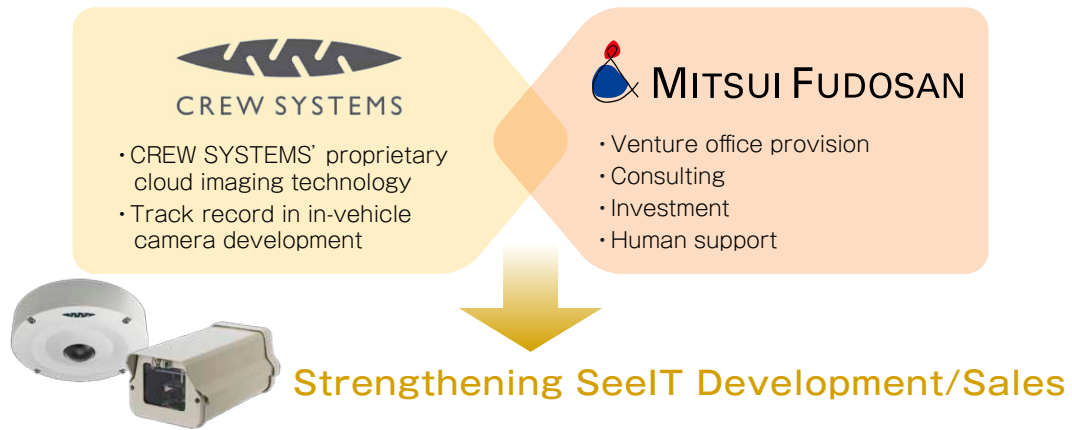 CREW SYSTEMS
・CREW SYSTEMS’ proprietary
cloud imaging technology
・Track record in in-vehicle
camera development
MITSUI FUDOSAN
・Venture office provision
・Consulting
・Investment
・Human support
Strengthening SeeIT Development/Sales